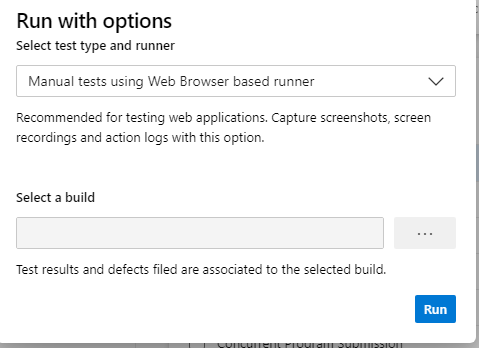 Run with options
Select test type and runner
Manual tests using Web Browser based runner
Recommended for testing web applications. Capture screenshots, screen
recordings and action logs with this option.
Select a build
...
Test results and defects filed are associated to the selected build.
Run
Concurrent Program Submission